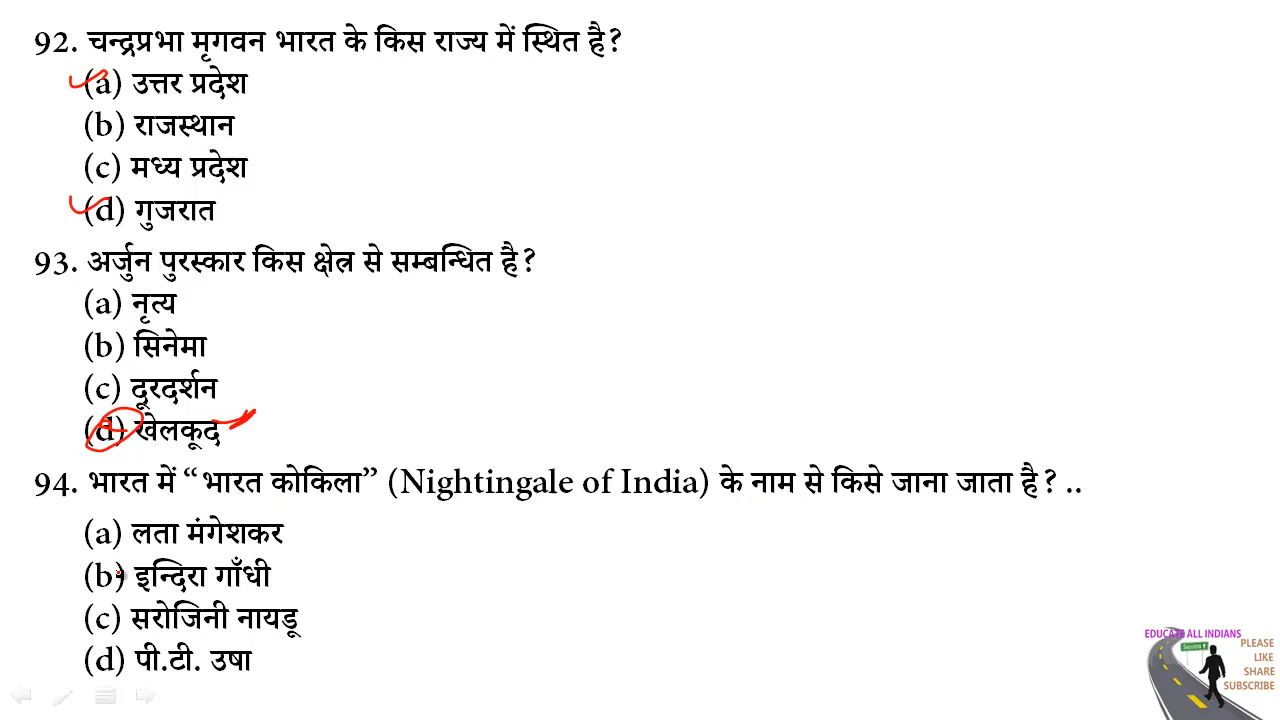 92. चन्द्रप्रभा मृगवन भारत के किस राज्य में स्थित है?
(a) उत्तर प्रदेश
(b) राजस्थान
(c) मध्य प्रदेश
(d) गुजरात
93. अर्जुन पुरस्कार किस क्षेत्र से सम्बन्धित है?
(a) नृत्य
(b) सिनेमा
(c) दूरदर्शन
(d) खेलकूद
94. भारत में “भारत कोकिला” (Nightingale of India) के नाम से किसे जाना जाता है? ..
(a) लता मंगेशकर
(b) इन्दिरा गाँधी
(c) सरोजिनी नायडू
(d) पी.टी. उषा
EDUCATE ALL INDIANS
Success
PLEASE
LIKE
SHARE
SUBSCRIBE